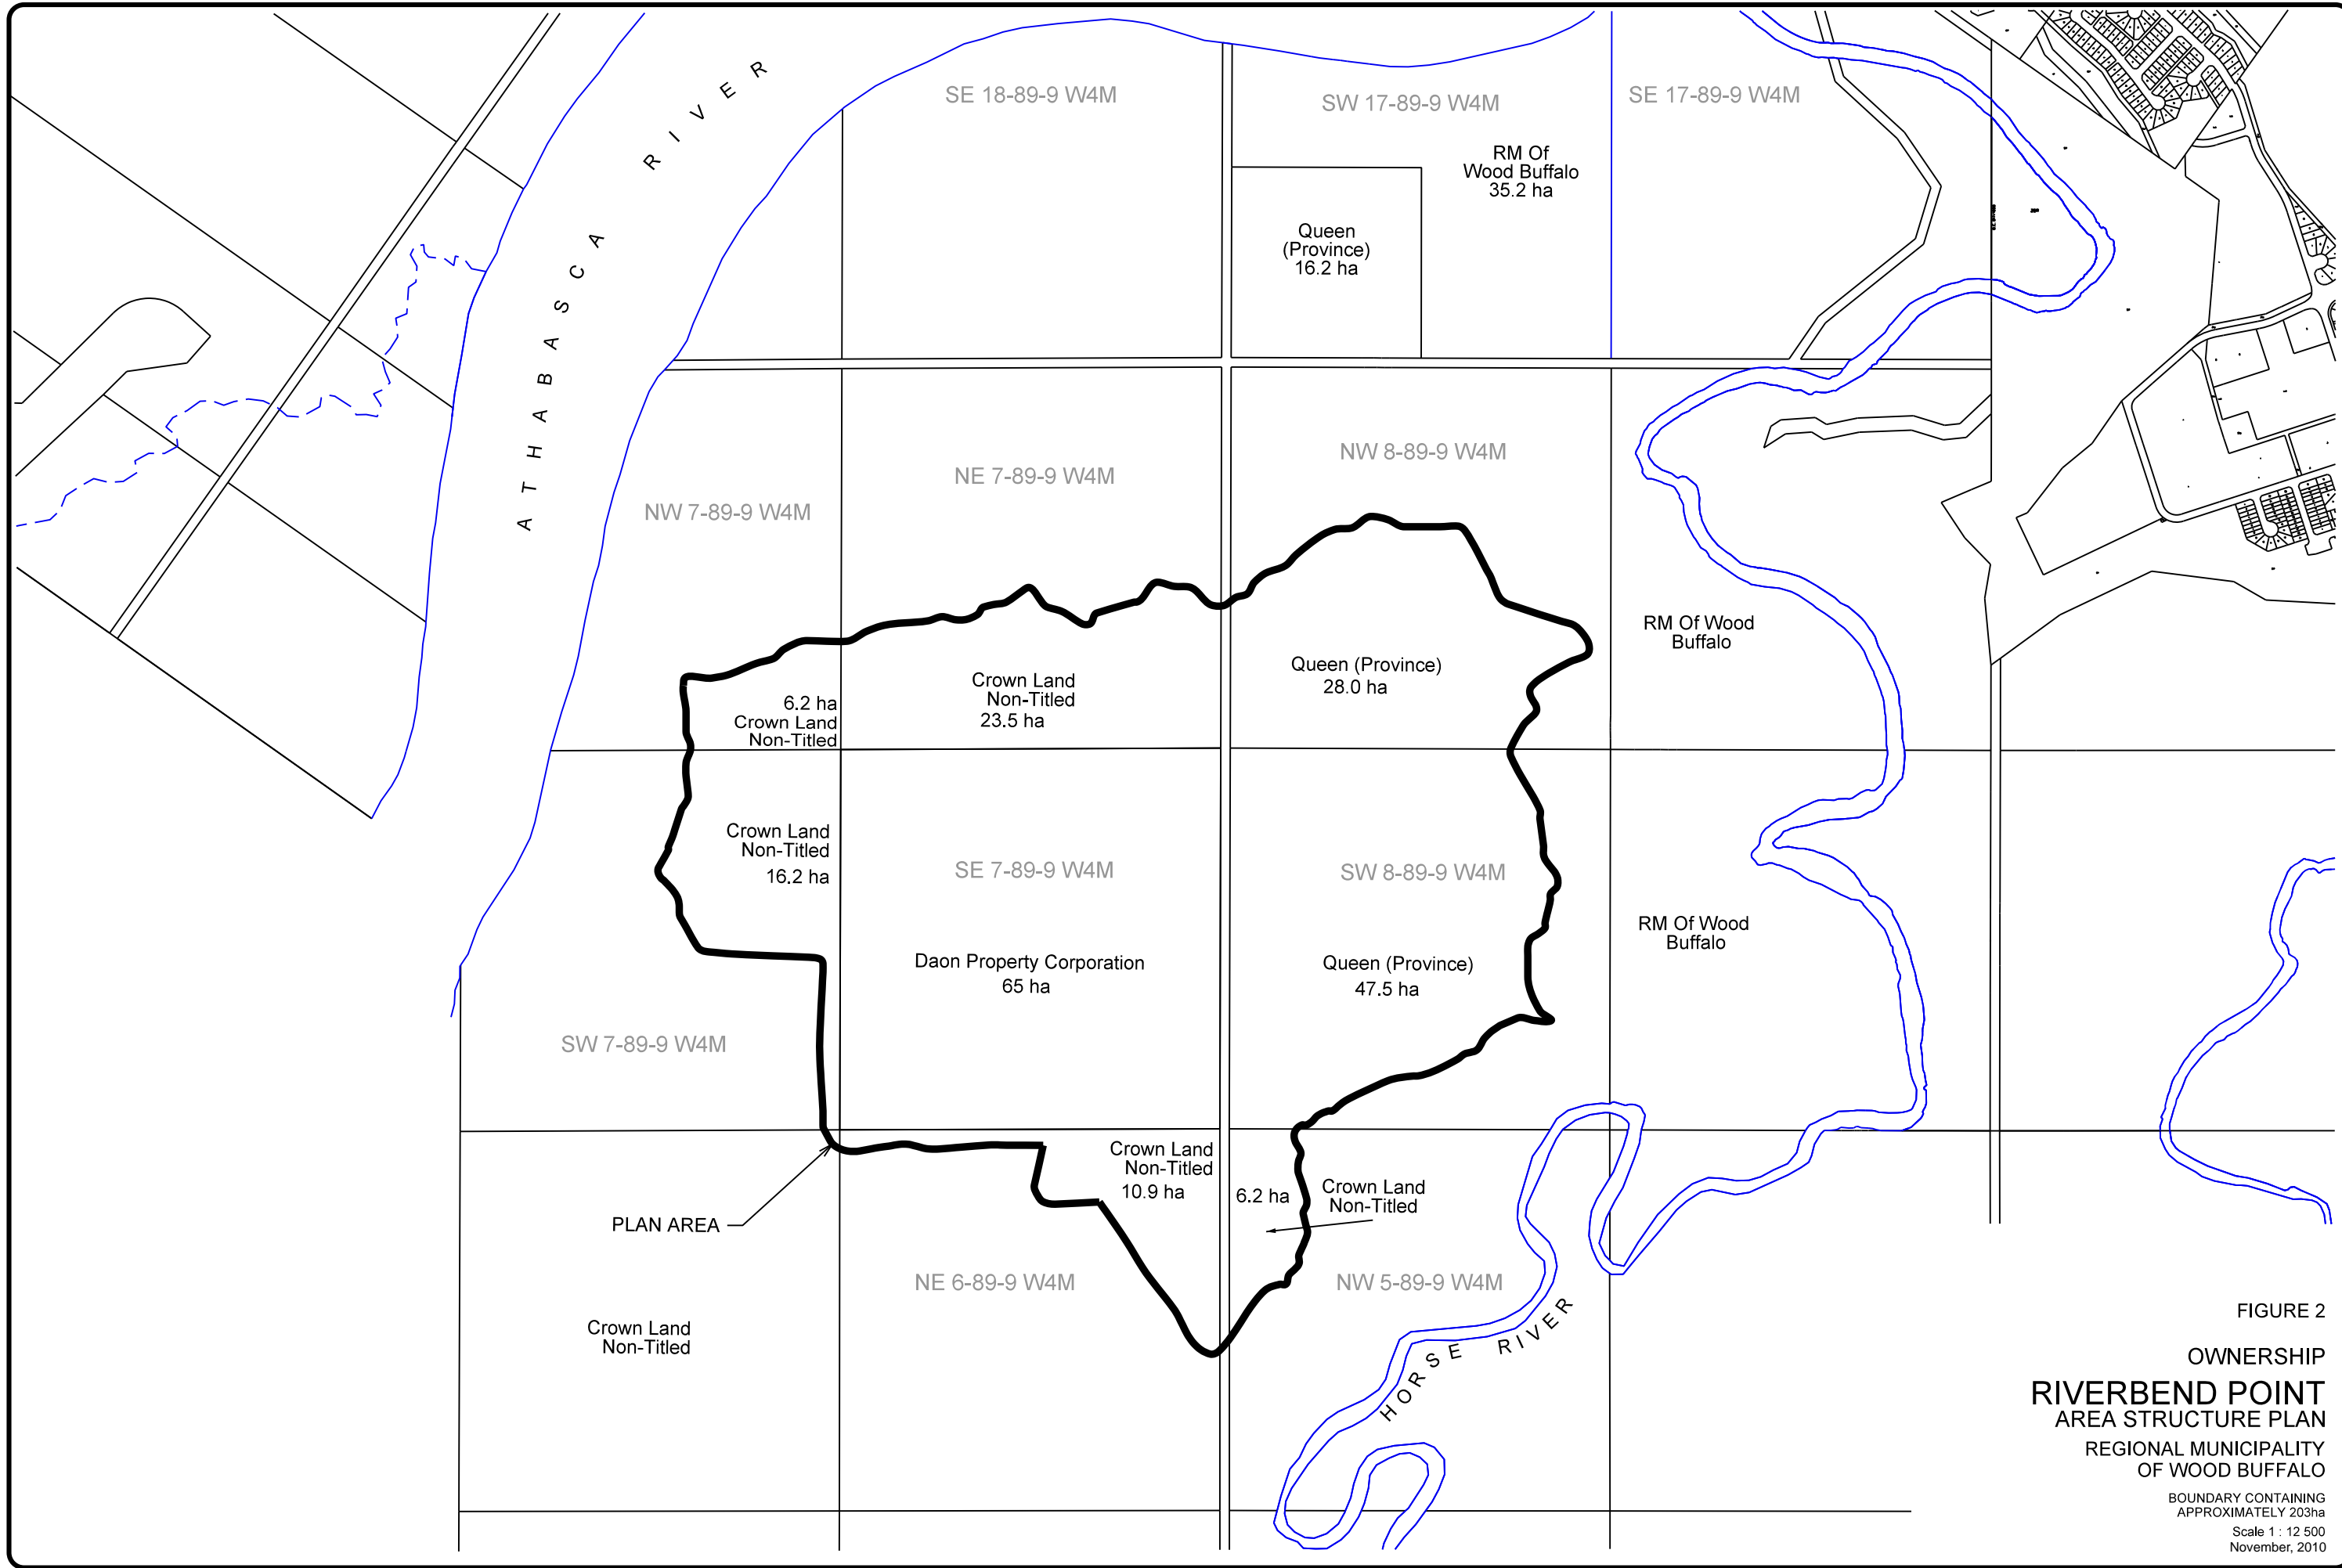 ATHABASCA RIVER
SE 18-89-9 W4M
SW 17-89-9 W4M
SE 17-89-9 W4M
RM Of
Wood Buffalo
35.2 ha
Queen
(Province)
16.2 ha
NW 7-89-9 W4M
NE 7-89-9 W4M
NW 8-89-9 W4M
RM Of Wood
Buffalo
6.2 ha
Crown Land
Non-Titled
Crown Land
Non-Titled
23.5 ha
Queen (Province)
28.0 ha
Crown Land
Non-Titled
16.2 ha
SE 7-89-9 W4M
SW 8-89-9 W4M
RM Of Wood
Buffalo
Daon Property Corporation
65 ha
Queen (Province)
47.5 ha
SW 7-89-9 W4M
Crown Land
Non-Titled
10.9 ha
6.2 ha
Crown Land
Non-Titled
PLAN AREA
NE 6-89-9 W4M
NW 5-89-9 W4M
Crown Land
Non-Titled
HORSE RIVER
FIGURE 2
OWNERSHIP
RIVERBEND POINT
AREA STRUCTURE PLAN
REGIONAL MUNICIPALITY
OF WOOD BUFFALO
BOUNDARY CONTAINING
APPROXIMATELY 203ha
Scale 1 : 12 500
November, 2010